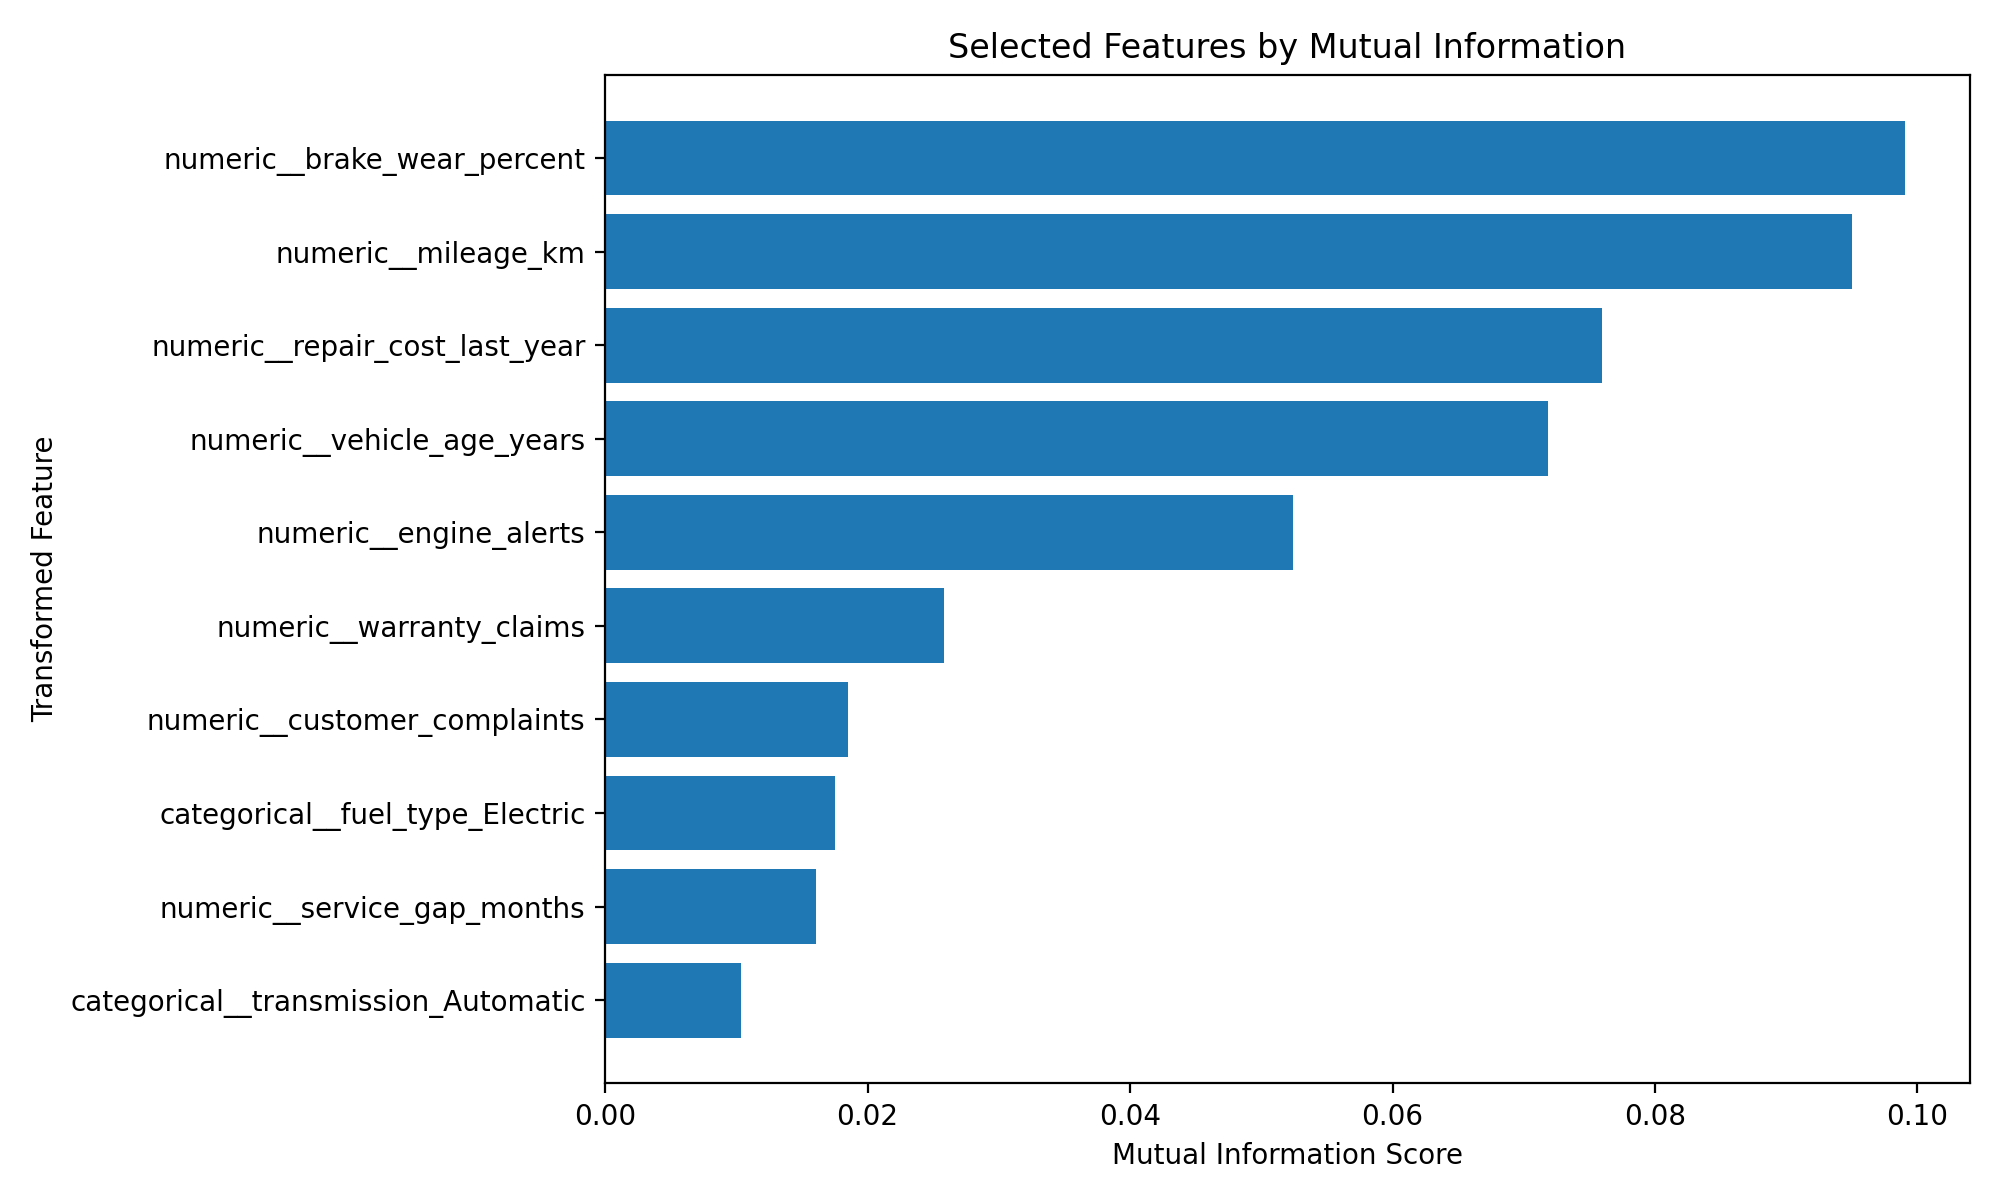 Selected Features by Mutual Information
Transformed Feature
numeric__brake_wear_percent
numeric__mileage_km
numeric__repair_cost_last_year
numeric__vehicle_age_years
numeric__engine_alerts
numeric__warranty_claims
numeric__customer_complaints
categorical__fuel_type_Electric
numeric__service_gap_months
categorical__transmission_Automatic
0.00 0.02 0.04 0.06 0.08 0.10
Mutual Information Score